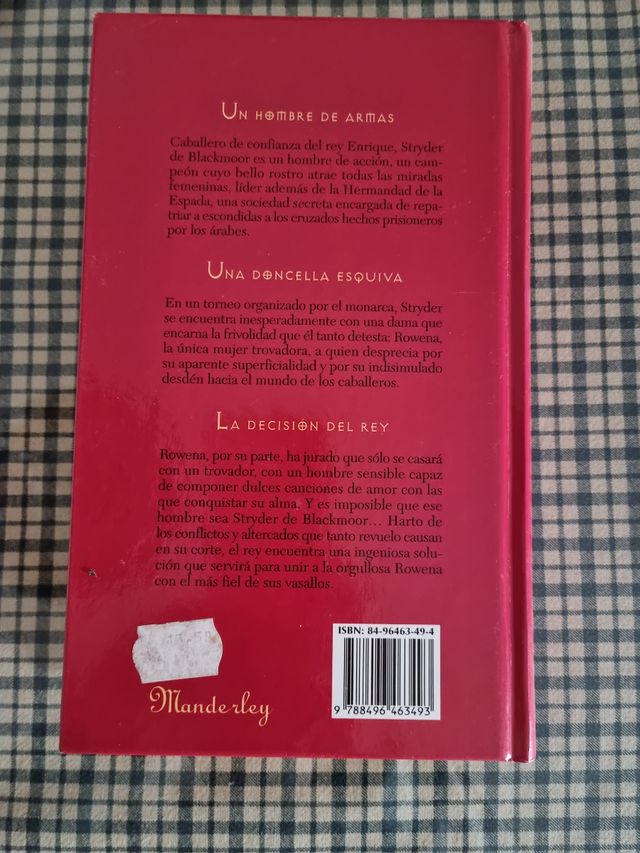 Un hombre de armas
Caballero de confianza del rey Enrique, Stryder
de Blackmoor es un hombre de acción, un cam-
peón cuyo bello rostro atrae todas las miradas
femeninas, líder además de la Hermandad de la
Espada, una sociedad secreta encargada de repa-
triar a escondidas a los cruzados hechos prisioneros
por los árabes.
Una doncella esquiva
En un torneo organizado por el monarca, Stryder
se encuentra inesperadamente con una dama que
encarna la frivolidad que él tanto detesta: Rowena,
la única mujer trovadora, a quien desprecia por
su aparente superficialidad y por su indisimulado
desdén hacia el mundo de los caballeros.
La decisión del rey
Rowena, por su parte, ha jurado que sólo se casará
con un trovador, con un hombre sensible capaz
de componer dulces canciones de amor con las
que conquistar su alma. Y es imposible que ese
hombre sea Stryder de Blackmoor… Harto de
los conflictos y altercados que tanto revuelo causan
en su corte, el rey encuentra una ingeniosa solu-
ción que servirá para unir a la orgullosa Rowena
con el más fiel de sus vasallos.
ISBN: 84-96463-49-4
9 788496 463493
Manderley